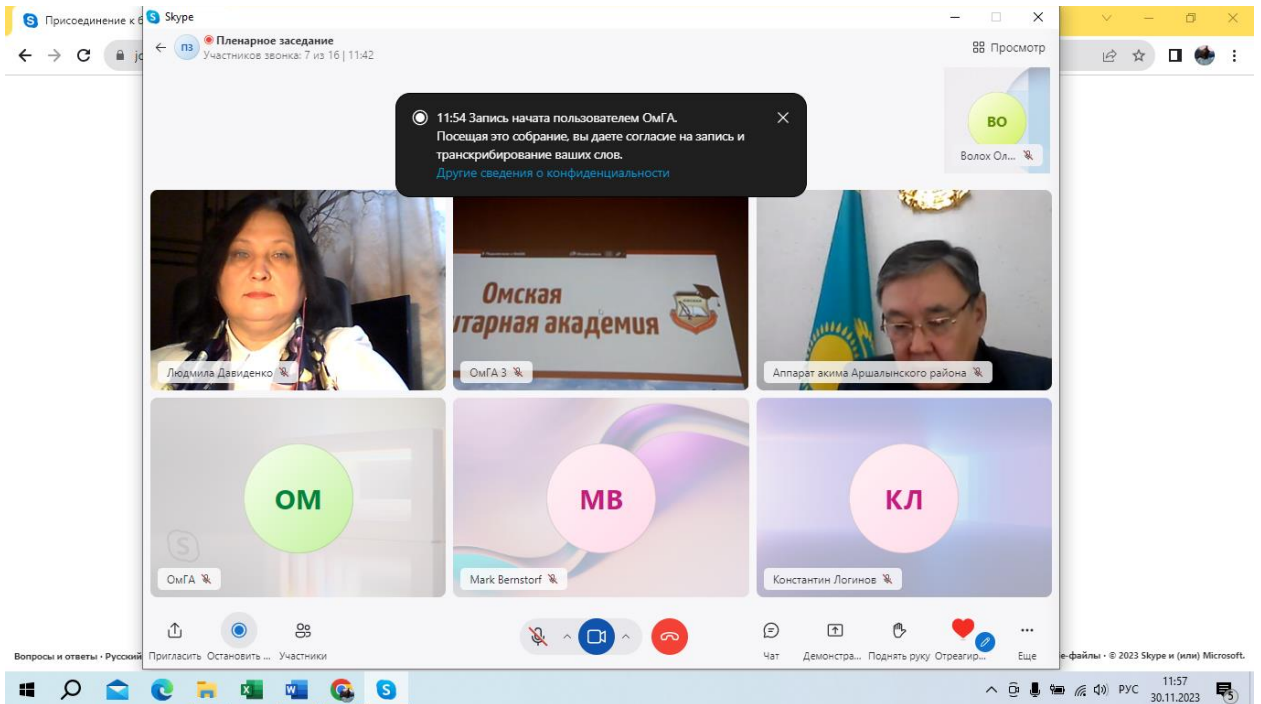 Присоединение к б
Skype
ПЗ
Пленарное заседание
Участников звонка: 7 из 16 | 11:42
Просмотр
11:54 Запись начата пользователем ОмГА.
Посещая это собрание, вы даете согласие на запись и
транскрибирование ваших слов.
Другие сведения о конфиденциальности
ВО
Волох Ол...
Омская
тарная академия
Людмила Давиденко
ОмГА 3
Аппарат акима Аршалынского района
ОМ
МВ
КЛ
ОмГА
Mark Bernstorf
Константин Логинов
Пригласить
Остановить ...
Участники
Чат
Демонстра...
Поднять руку
Отреагир...
Еще
Вопросы и ответы · Русский
е-файлы · © 2023 Skype и (или) Microsoft.
РУС
11:57
30.11.2023
5